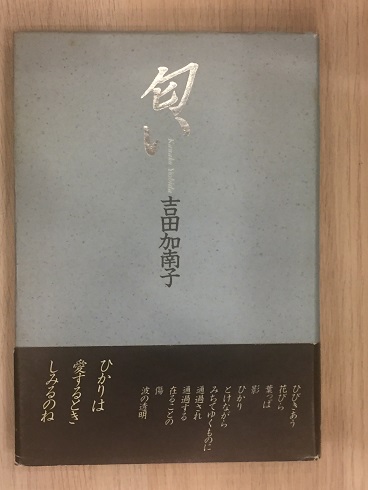 匂い
Kanako Yoshida
吉田加南子
ひびきあう
花びら
葉っぱ
影
ひかり
とけながら
みちてゆくものに
通過され
通過する
在ることの
傷
波の透明
ひかりは
愛するとき
しみるのね